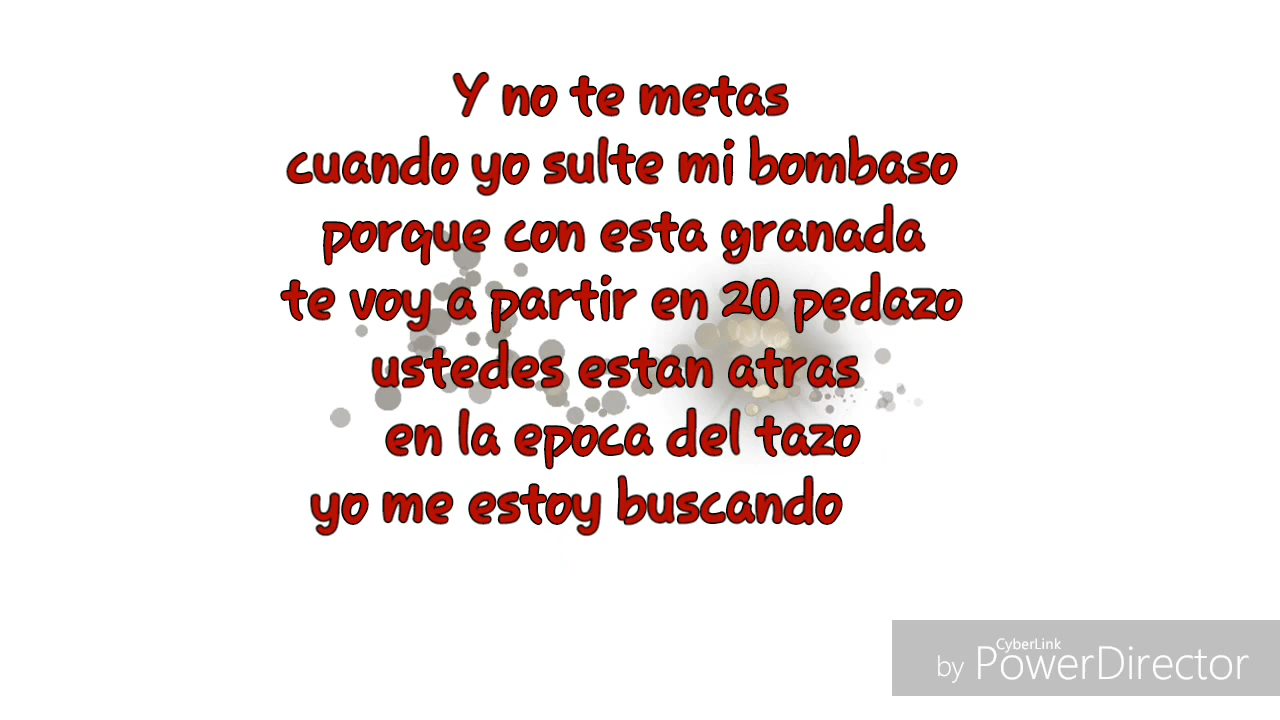 Y no te metas
cuando yo sulte mi bombaso
porque con esta granada
te voy a partir en 20 pedazo
ustedes estan atras
en la epoca del tazo
yo me estoy buscando
CyberLink
by PowerDirector